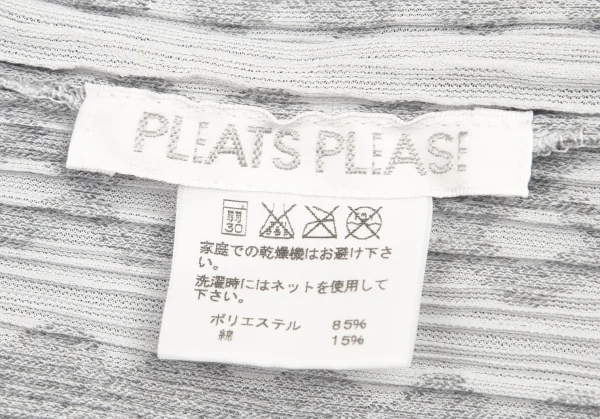 PLEATS PLEASE
30
家庭での乾燥機はお避け下さ
い。
洗濯時にはネットを使用して
下さい。
ポリエステル 85%
綿 15%